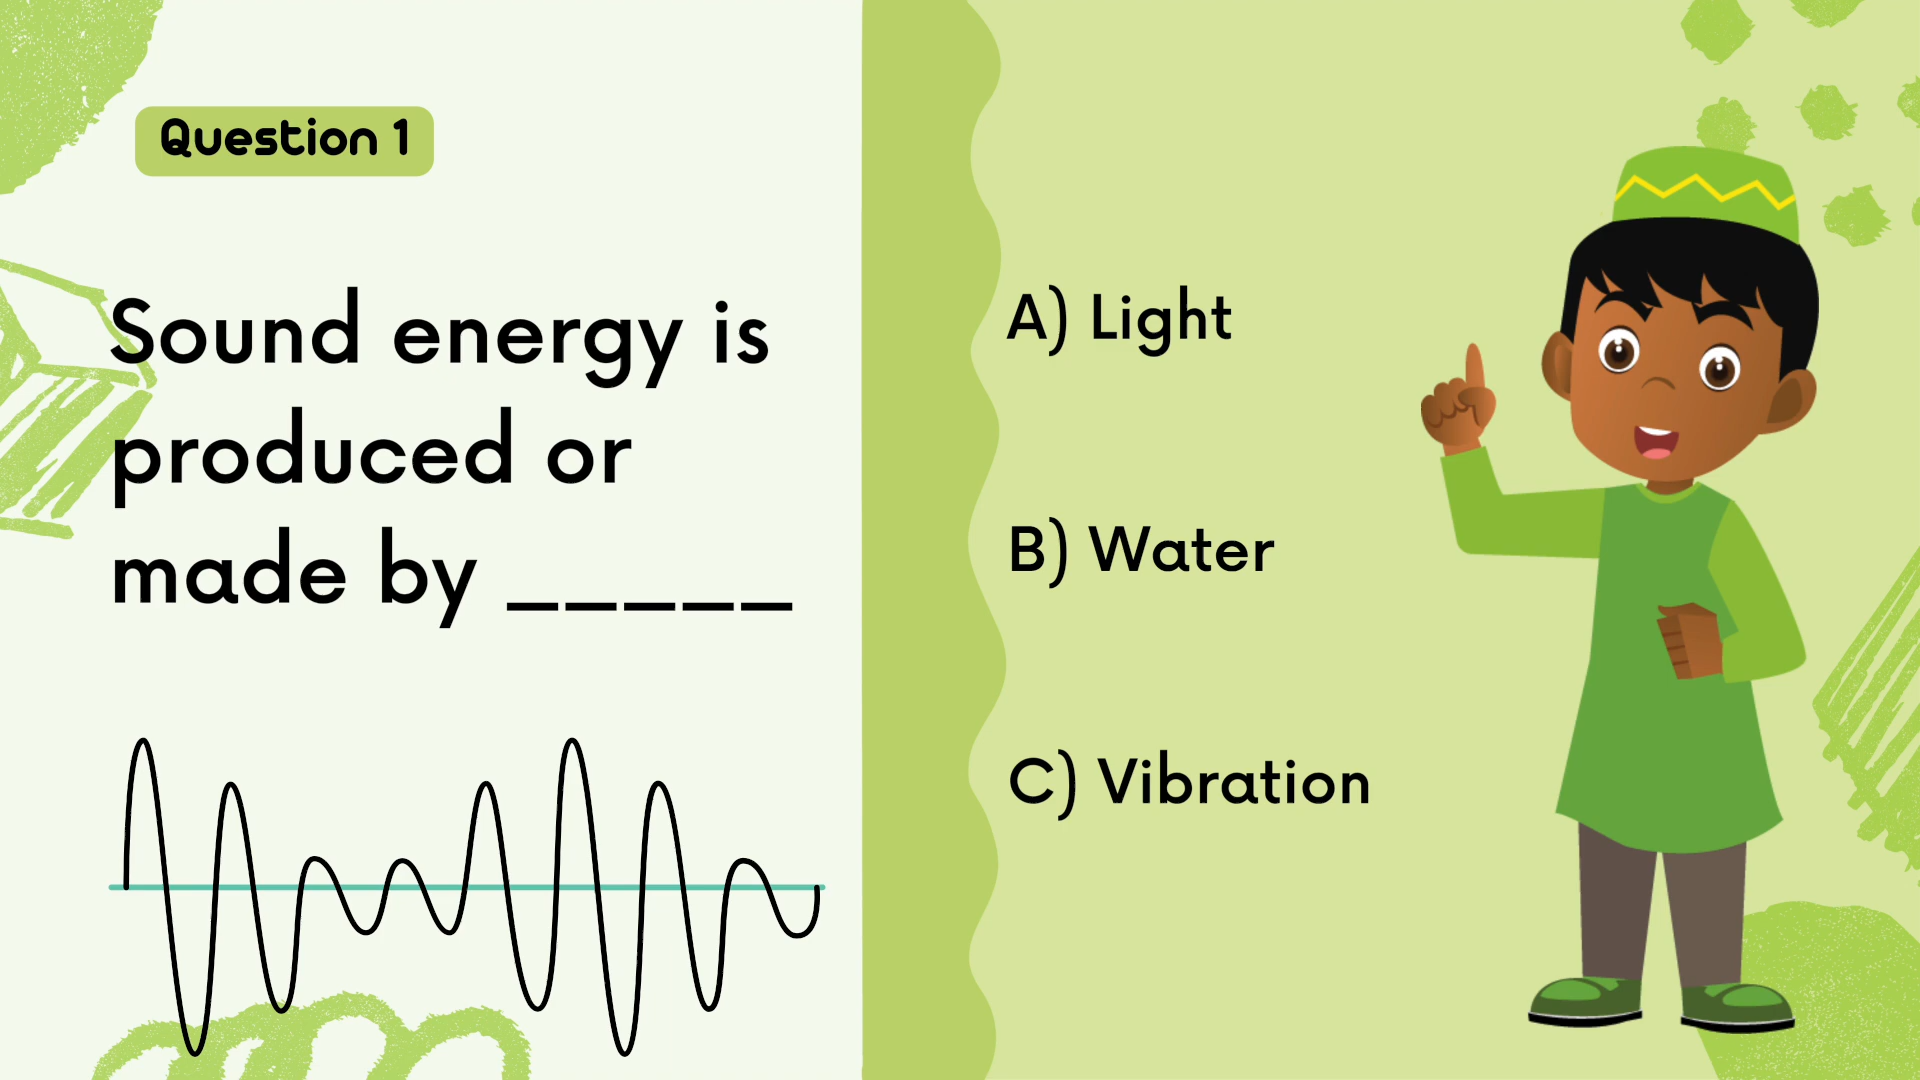 Question 1
Sound energy is
produced or
made by _____
A) Light
B) Water
C) Vibration